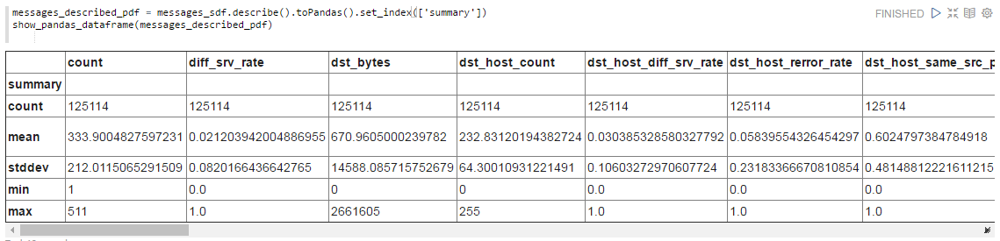 messages_described_pdf = messages_sdf.describe().toPandas().set_index(['summary'])
FINISHED
show_pandas_dataframe(messages_described_pdf)
count diff_srv_rate dst_bytes dst_host_count dst_host_diff_srv_rate dst_host_rerror_rate dst_host_same_src_p
summary
count 125114 125114 125114 125114 125114 125114 125114
mean 333.9004827597231 0.021203942004886955 670.9605000239782 232.83120194382724 0.030385328580327792 0.05839554326454297 0.6024797384784918
stddev 212.0115065291509 0.0820166436642765 14588.085715752679 64.30010931221491 0.10603272970607724 0.23183366670810854 0.48148812221611215
min 1 0.0 0 0 0.0 0.0 0.0
max 511 1.0 2661605 255 1.0 1.0 1.0